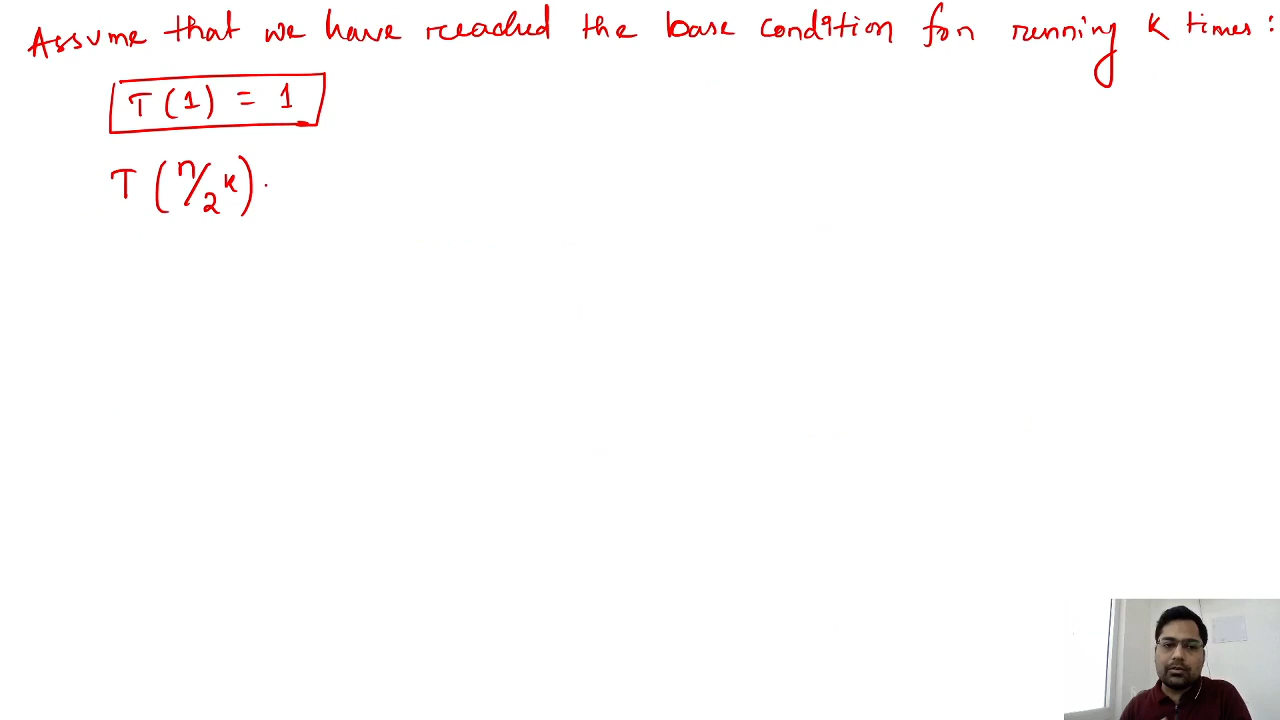 Assume that we have reached the base condition for running K times :
T (1) = 1
T (n/2^k)